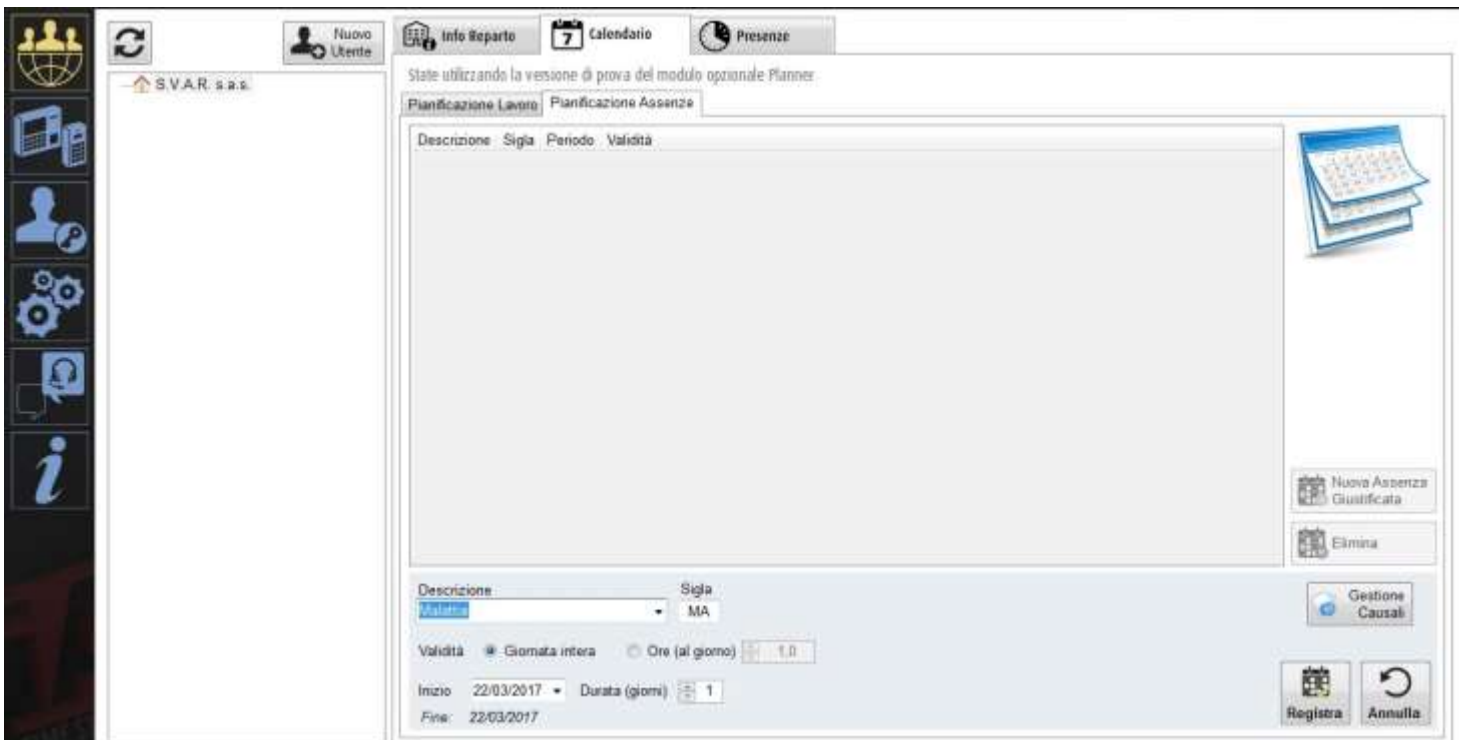 Nuovo
Utente
Info Reparto
7
Calendario
Presenze
S.V.A.R. s.a.s.
State utilizzando la versione di prova del modulo opzionale Planner
Pianificazione Lavoro
Pianificazione Assenze
Descrizione Sigla Periodo Validità
Nuova Assenza
Giustificata
Elimina
Descrizione
Sigla
Malattia
MA
Gestione
Causali
Validità
Giornata intera
Ore (al giorno)
1,0
Inizio
22/03/2017
Durata (giorni)
1
Fine:
22/03/2017
Registra
Annulla